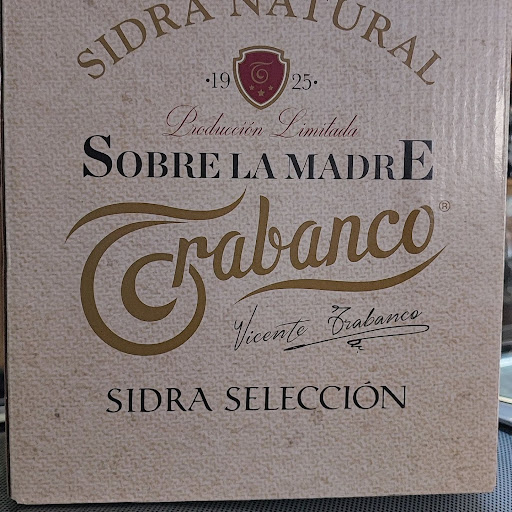 SIDRA NATURAL
·19 25·
Producción Limitada
SOBRE LA MADRE
Trabanco®
Vicente Trabanco
SIDRA SELECCIÓN